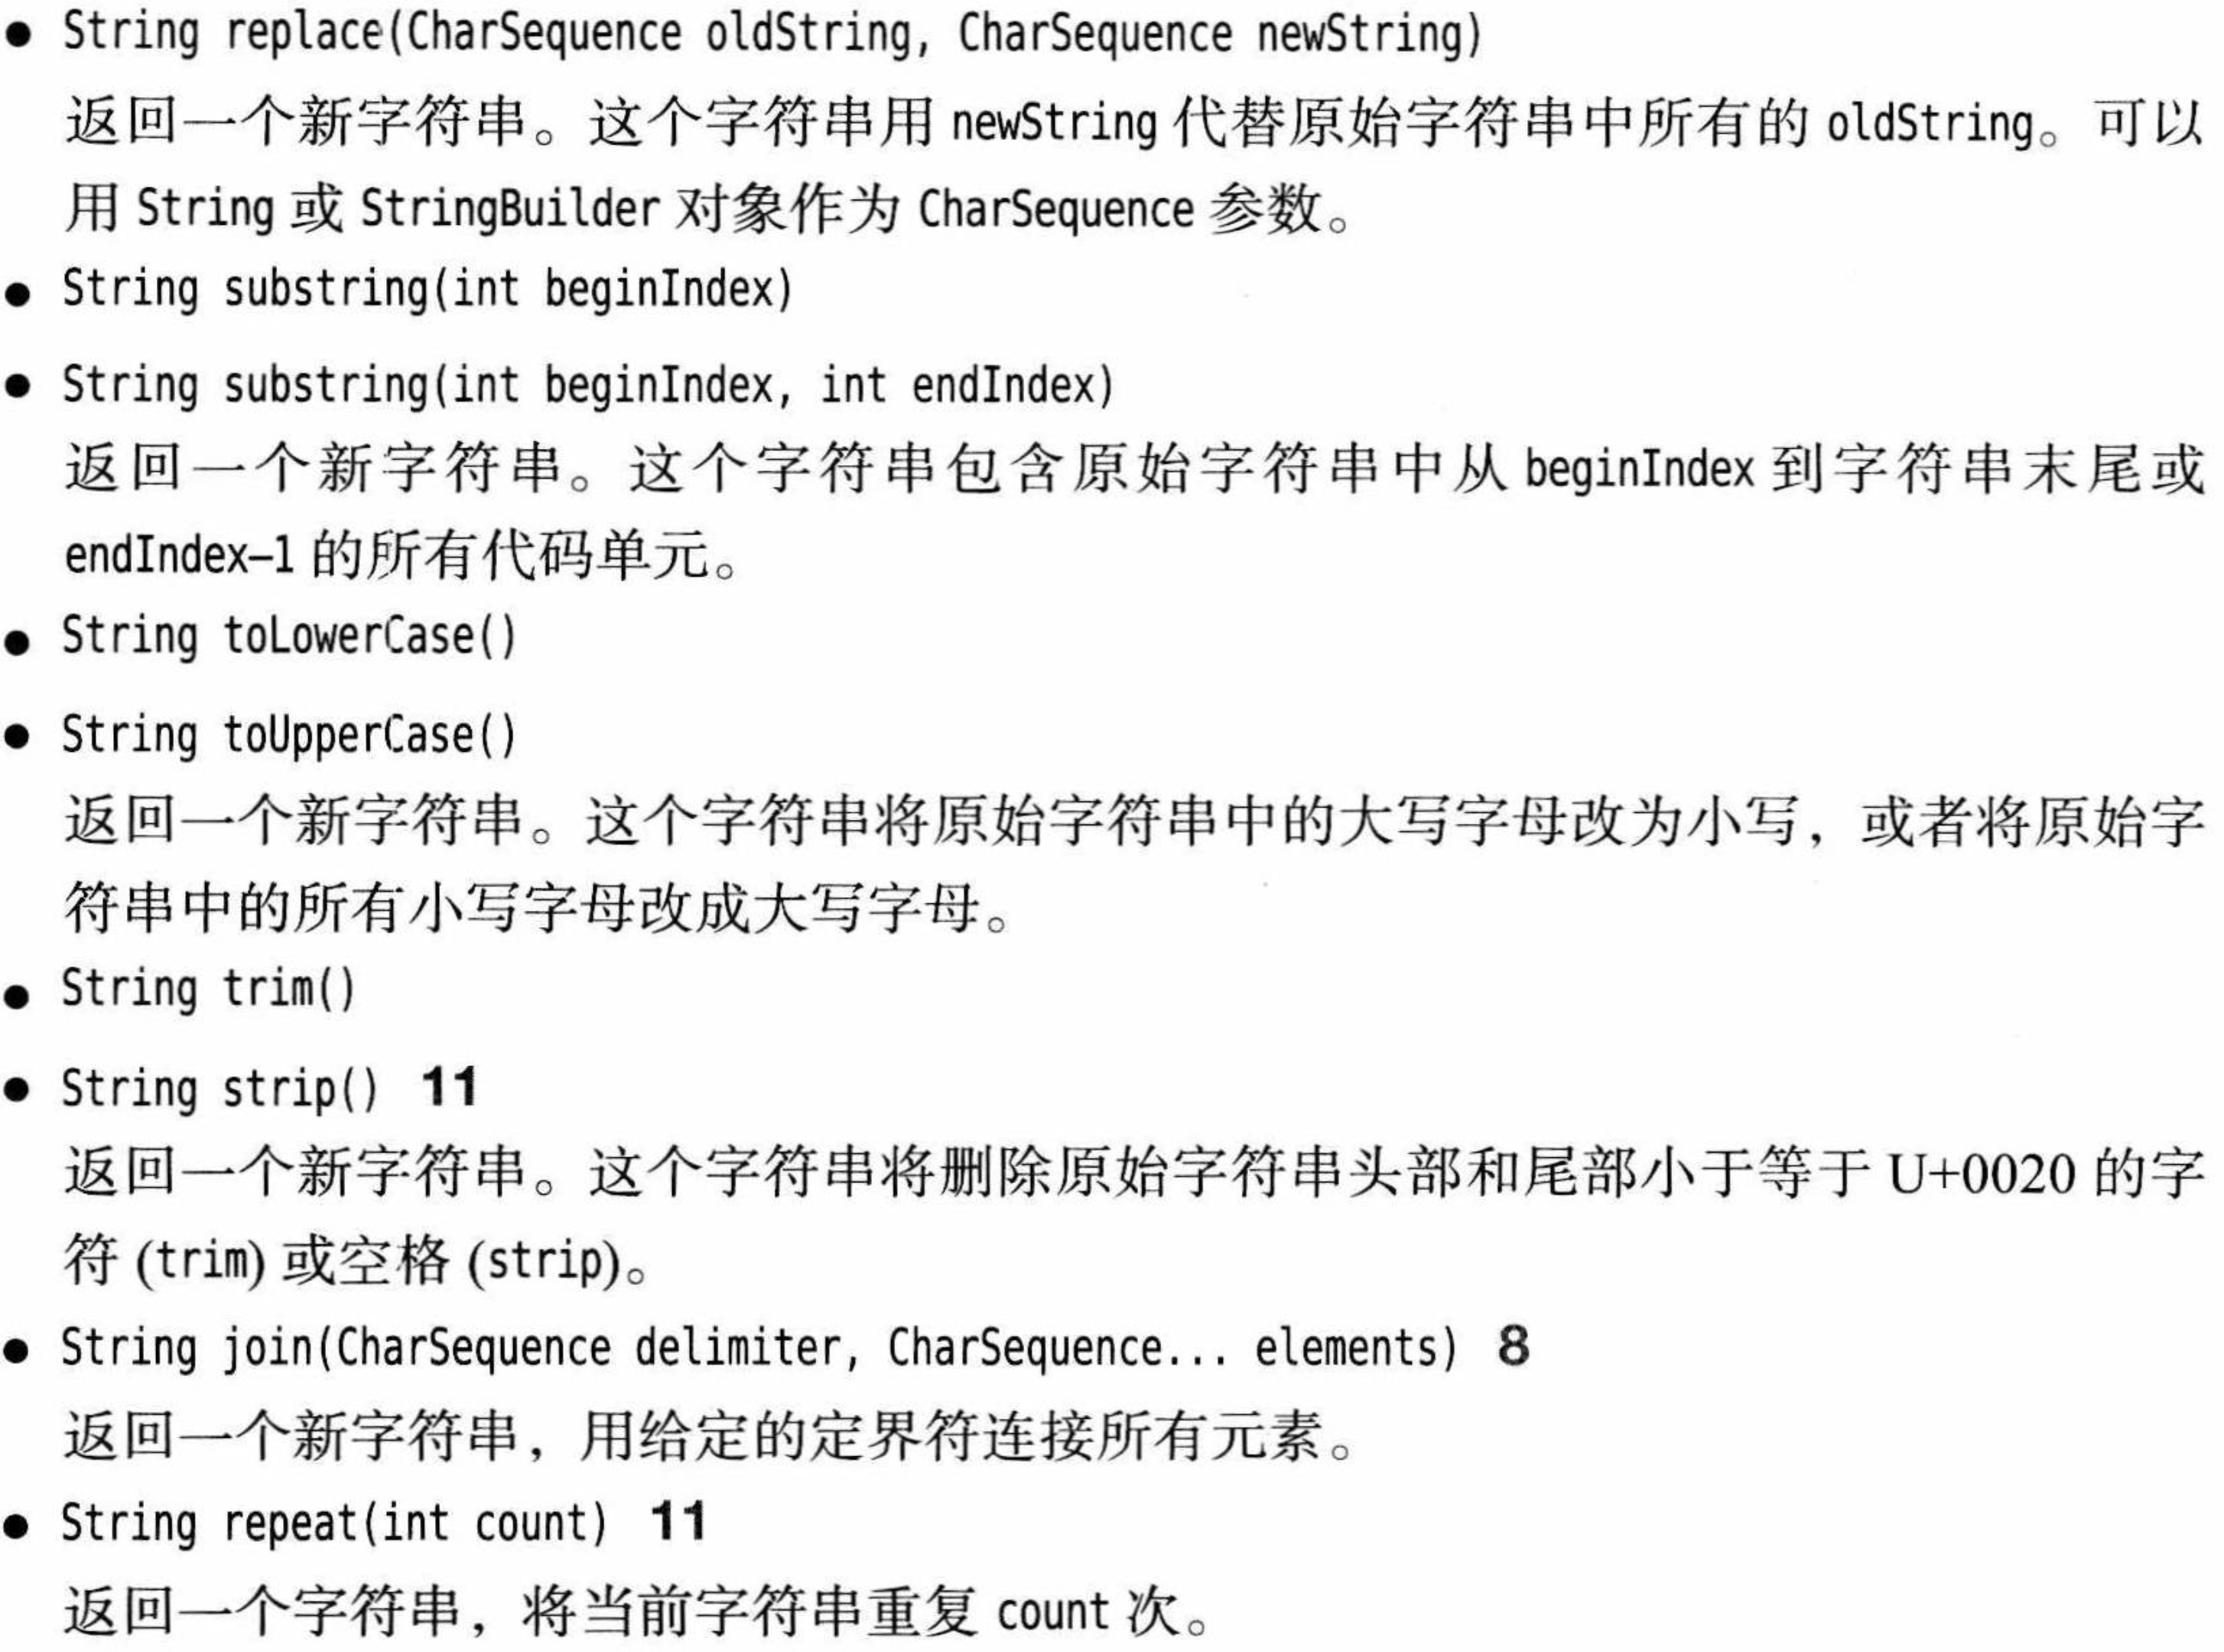 ● String replace(CharSequence oldString, CharSequence newString)
返回一个新字符串。这个字符串用 newString 代替原始字符串中所有的 oldString。可以
用 String 或 StringBuilder 对象作为 CharSequence 参数。
● String substring(int beginIndex)
● String substring(int beginIndex, int endIndex)
返回一个新字符串。这个字符串包含原始字符串中从 beginIndex 到字符串末尾或
endIndex–1 的所有代码单元。
● String toLowerCase()
● String toUpperCase()
返回一个新字符串。这个字符串将原始字符串中的大写字母改为小写，或者将原始字
符串中的所有小写字母改成大写字母。
● String trim()
● String strip() 11
返回一个新字符串。这个字符串将删除原始字符串头部和尾部小于等于 U+0020 的字
符 (trim) 或空格 (strip)。
● String join(CharSequence delimiter, CharSequence... elements) 8
返回一个新字符串，用给定的定界符连接所有元素。
● String repeat(int count) 11
返回一个字符串，将当前字符串重复 count 次。